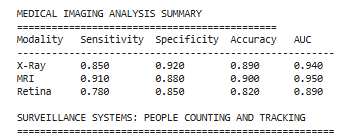 MEDICAL IMAGING ANALYSIS SUMMARY
==============================================
Modality  Sensitivity  Specificity  Accuracy  AUC
--------------------------------------------------------
X-Ray     0.850        0.920        0.890     0.940
MRI       0.910        0.880        0.900     0.950
Retina    0.780        0.850        0.820     0.890
SURVEILLANCE SYSTEMS: PEOPLE COUNTING AND TRACKING
============================================================